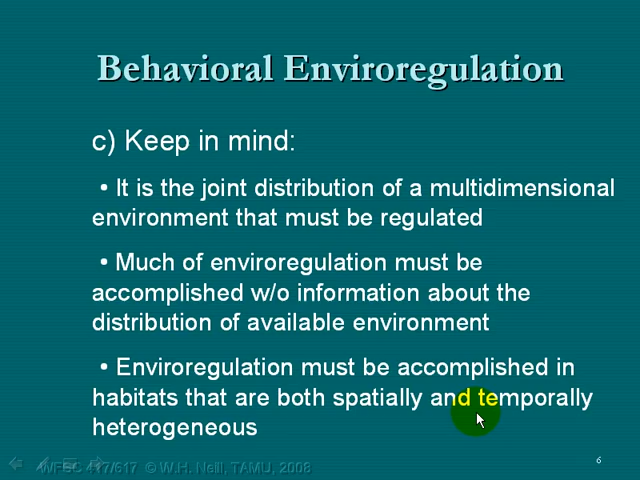 Behavioral Enviroregulation
c) Keep in mind:
• It is the joint distribution of a multidimensional
environment that must be regulated
• Much of enviroregulation must be
accomplished w/o information about the
distribution of available environment
• Enviroregulation must be accomplished in
habitats that are both spatially and temporally
heterogeneous
WFSC 417/617 © W.H. Neill, TAMU, 2008
6